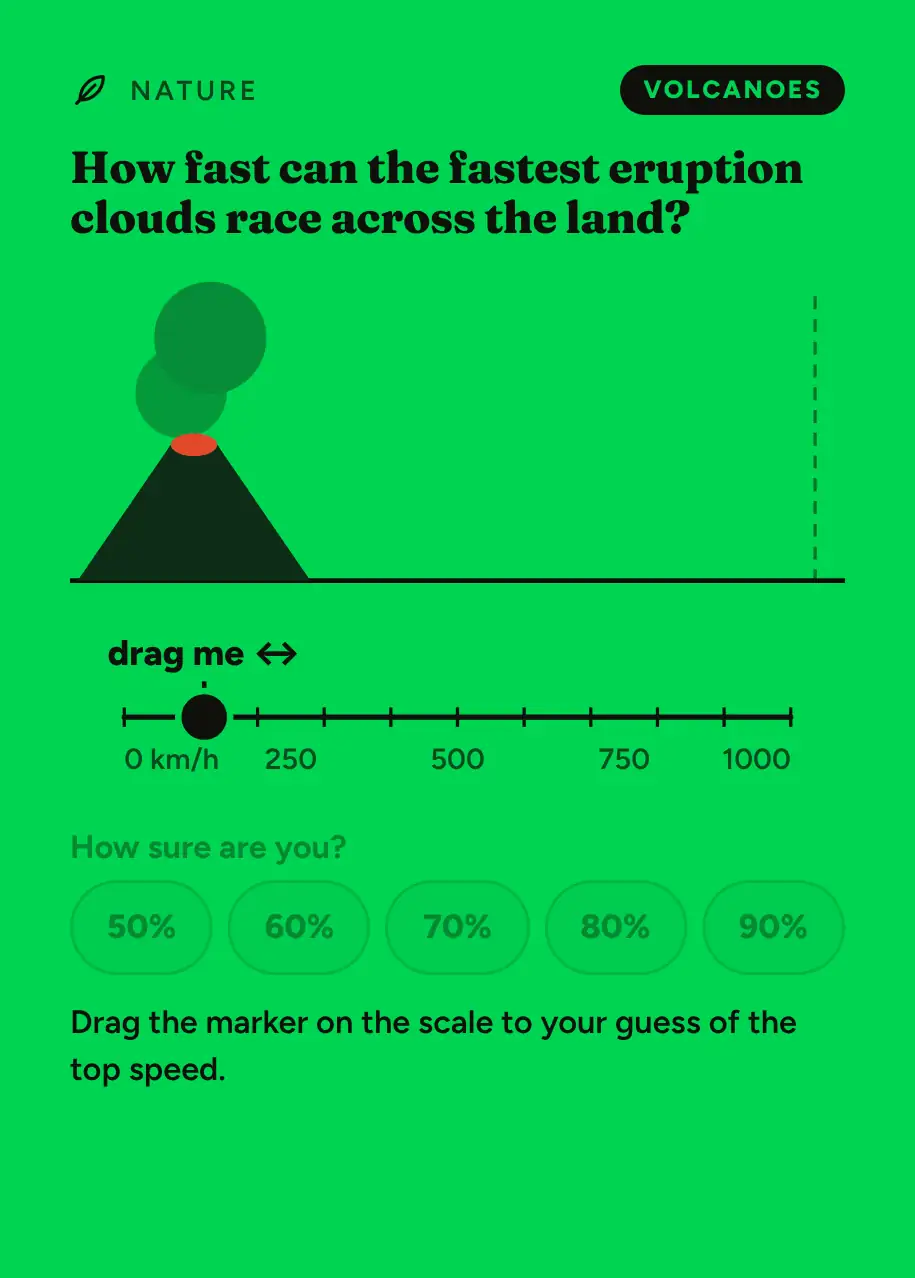 NATURE
VOLCANOES
How fast can the fastest eruption
clouds race across the land?
drag me ↔
0 km/h 250 500 750 1000
How sure are you?
50% 60% 70% 80% 90%
Drag the marker on the scale to your guess of the
top speed.